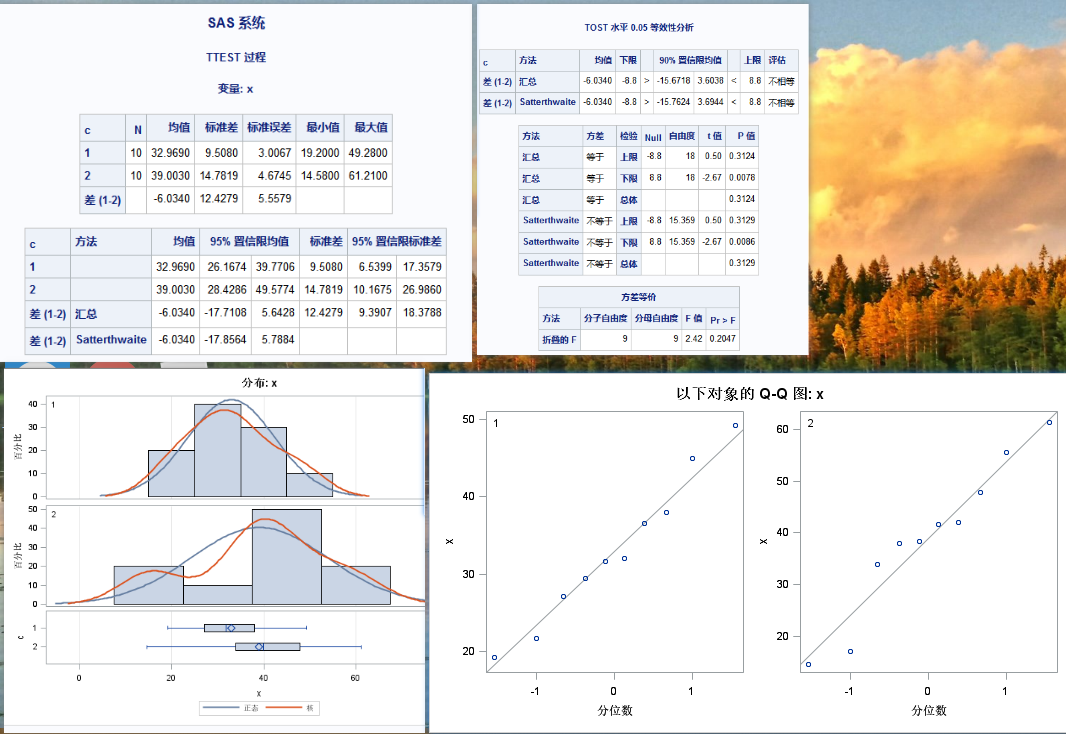 SAS 系统
TTEST 过程
变量: x
c N 均值 标准差 标准误差 最小值 最大值
1 10 32.9690 9.5080 3.0067 19.2000 49.2800
2 10 39.0030 14.7819 4.6745 14.5800 61.2100
差 (1-2) -6.0340 12.4279 5.5579
c 方法 均值 95% 置信限均值 标准差 95% 置信限标准差
1 32.9690 26.1674 39.7706 9.5080 6.5399 17.3579
2 39.0030 28.4286 49.5774 14.7819 10.1675 26.9860
差 (1-2) 汇总 -6.0340 -17.7108 5.6428 12.4279 9.3907 18.3788
差 (1-2) Satterthwaite -6.0340 -17.8564 5.7884
TOST 水平 0.05 等效性分析
c 方法 均值 下限 90% 置信限均值 上限 评估
差 (1-2) 汇总 -6.0340 -8.8 > -15.6718 3.6038 < 8.8 不相等
差 (1-2) Satterthwaite -6.0340 -8.8 > -15.7624 3.6944 < 8.8 不相等
方法 方差 检验 Null 自由度 t 值 P 值
汇总 等于 上限 -8.8 18 0.50 0.3124
汇总 等于 下限 8.8 18 -2.67 0.0078
汇总 等于 总体 0.3124
Satterthwaite 不等于 上限 -8.8 15.359 0.50 0.3129
Satterthwaite 不等于 下限 8.8 15.359 -2.67 0.0086
Satterthwaite 不等于 总体 0.3129
方差等价
方法 分子自由度 分母自由度 F 值 Pr > F
折叠的 F 9 9 2.42 0.2047
分布: x
1
40
30
20
10
0
百分比
2
50
40
30
20
10
0
百分比
c
1
2
0 20 40 60
x
正态 核
以下对象的 Q-Q 图: x
1
50
40
30
20
x
-1 0 1
分位数
2
60
50
40
30
20
x
-1 0 1
分位数